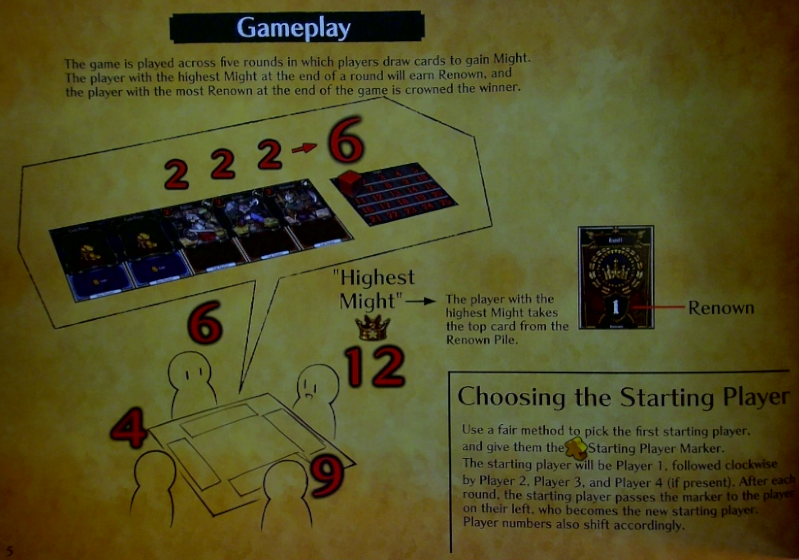 Gameplay
The game is played across five rounds in which players draw cards to gain Might.
The player with the highest Might at the end of a round will earn Renown, and
the player with the most Renown at the end of the game is crowned the winner.
2 2 2 → 6
"Highest
Might" →
The player with the
highest Might takes
the top card from the
Renown Pile.
1
Renown
6
12
4
9
Choosing the Starting Player
Use a fair method to pick the first starting player,
and give them the Starting Player Marker.
The starting player will be Player 1, followed clockwise
by Player 2, Player 3, and Player 4 (if present). After each
round, the starting player passes the marker to the player
on their left, who becomes the new starting player.
Player numbers also shift accordingly.
5